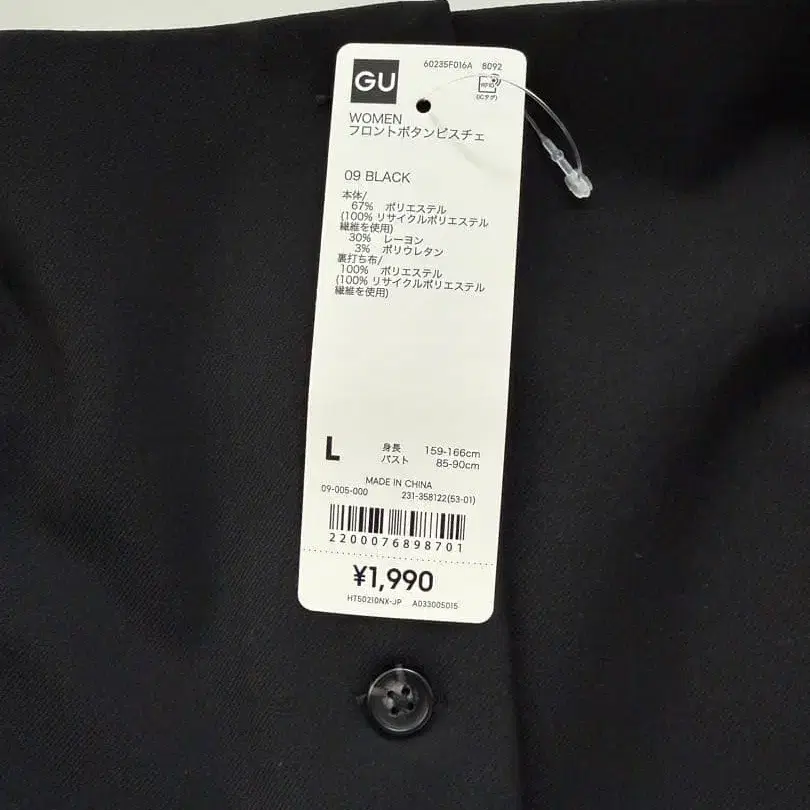 GU
60235F016A 8092
RFID
(ICタグ)
WOMEN
フロントボタンビスチェ
09 BLACK
本体/
67% ポリエステル
(100% リサイクルポリエステル
繊維を使用)
30% レーヨン
3% ポリウレタン
裏打ち布/
100% ポリエステル
(100% リサイクルポリエステル
繊維を使用)
L
身長 159-166cm
バスト 85-90cm
MADE IN CHINA
09-005-000 231-358122(53-01)
2200076898701
¥1,990
HT50210NX-JP A033005015